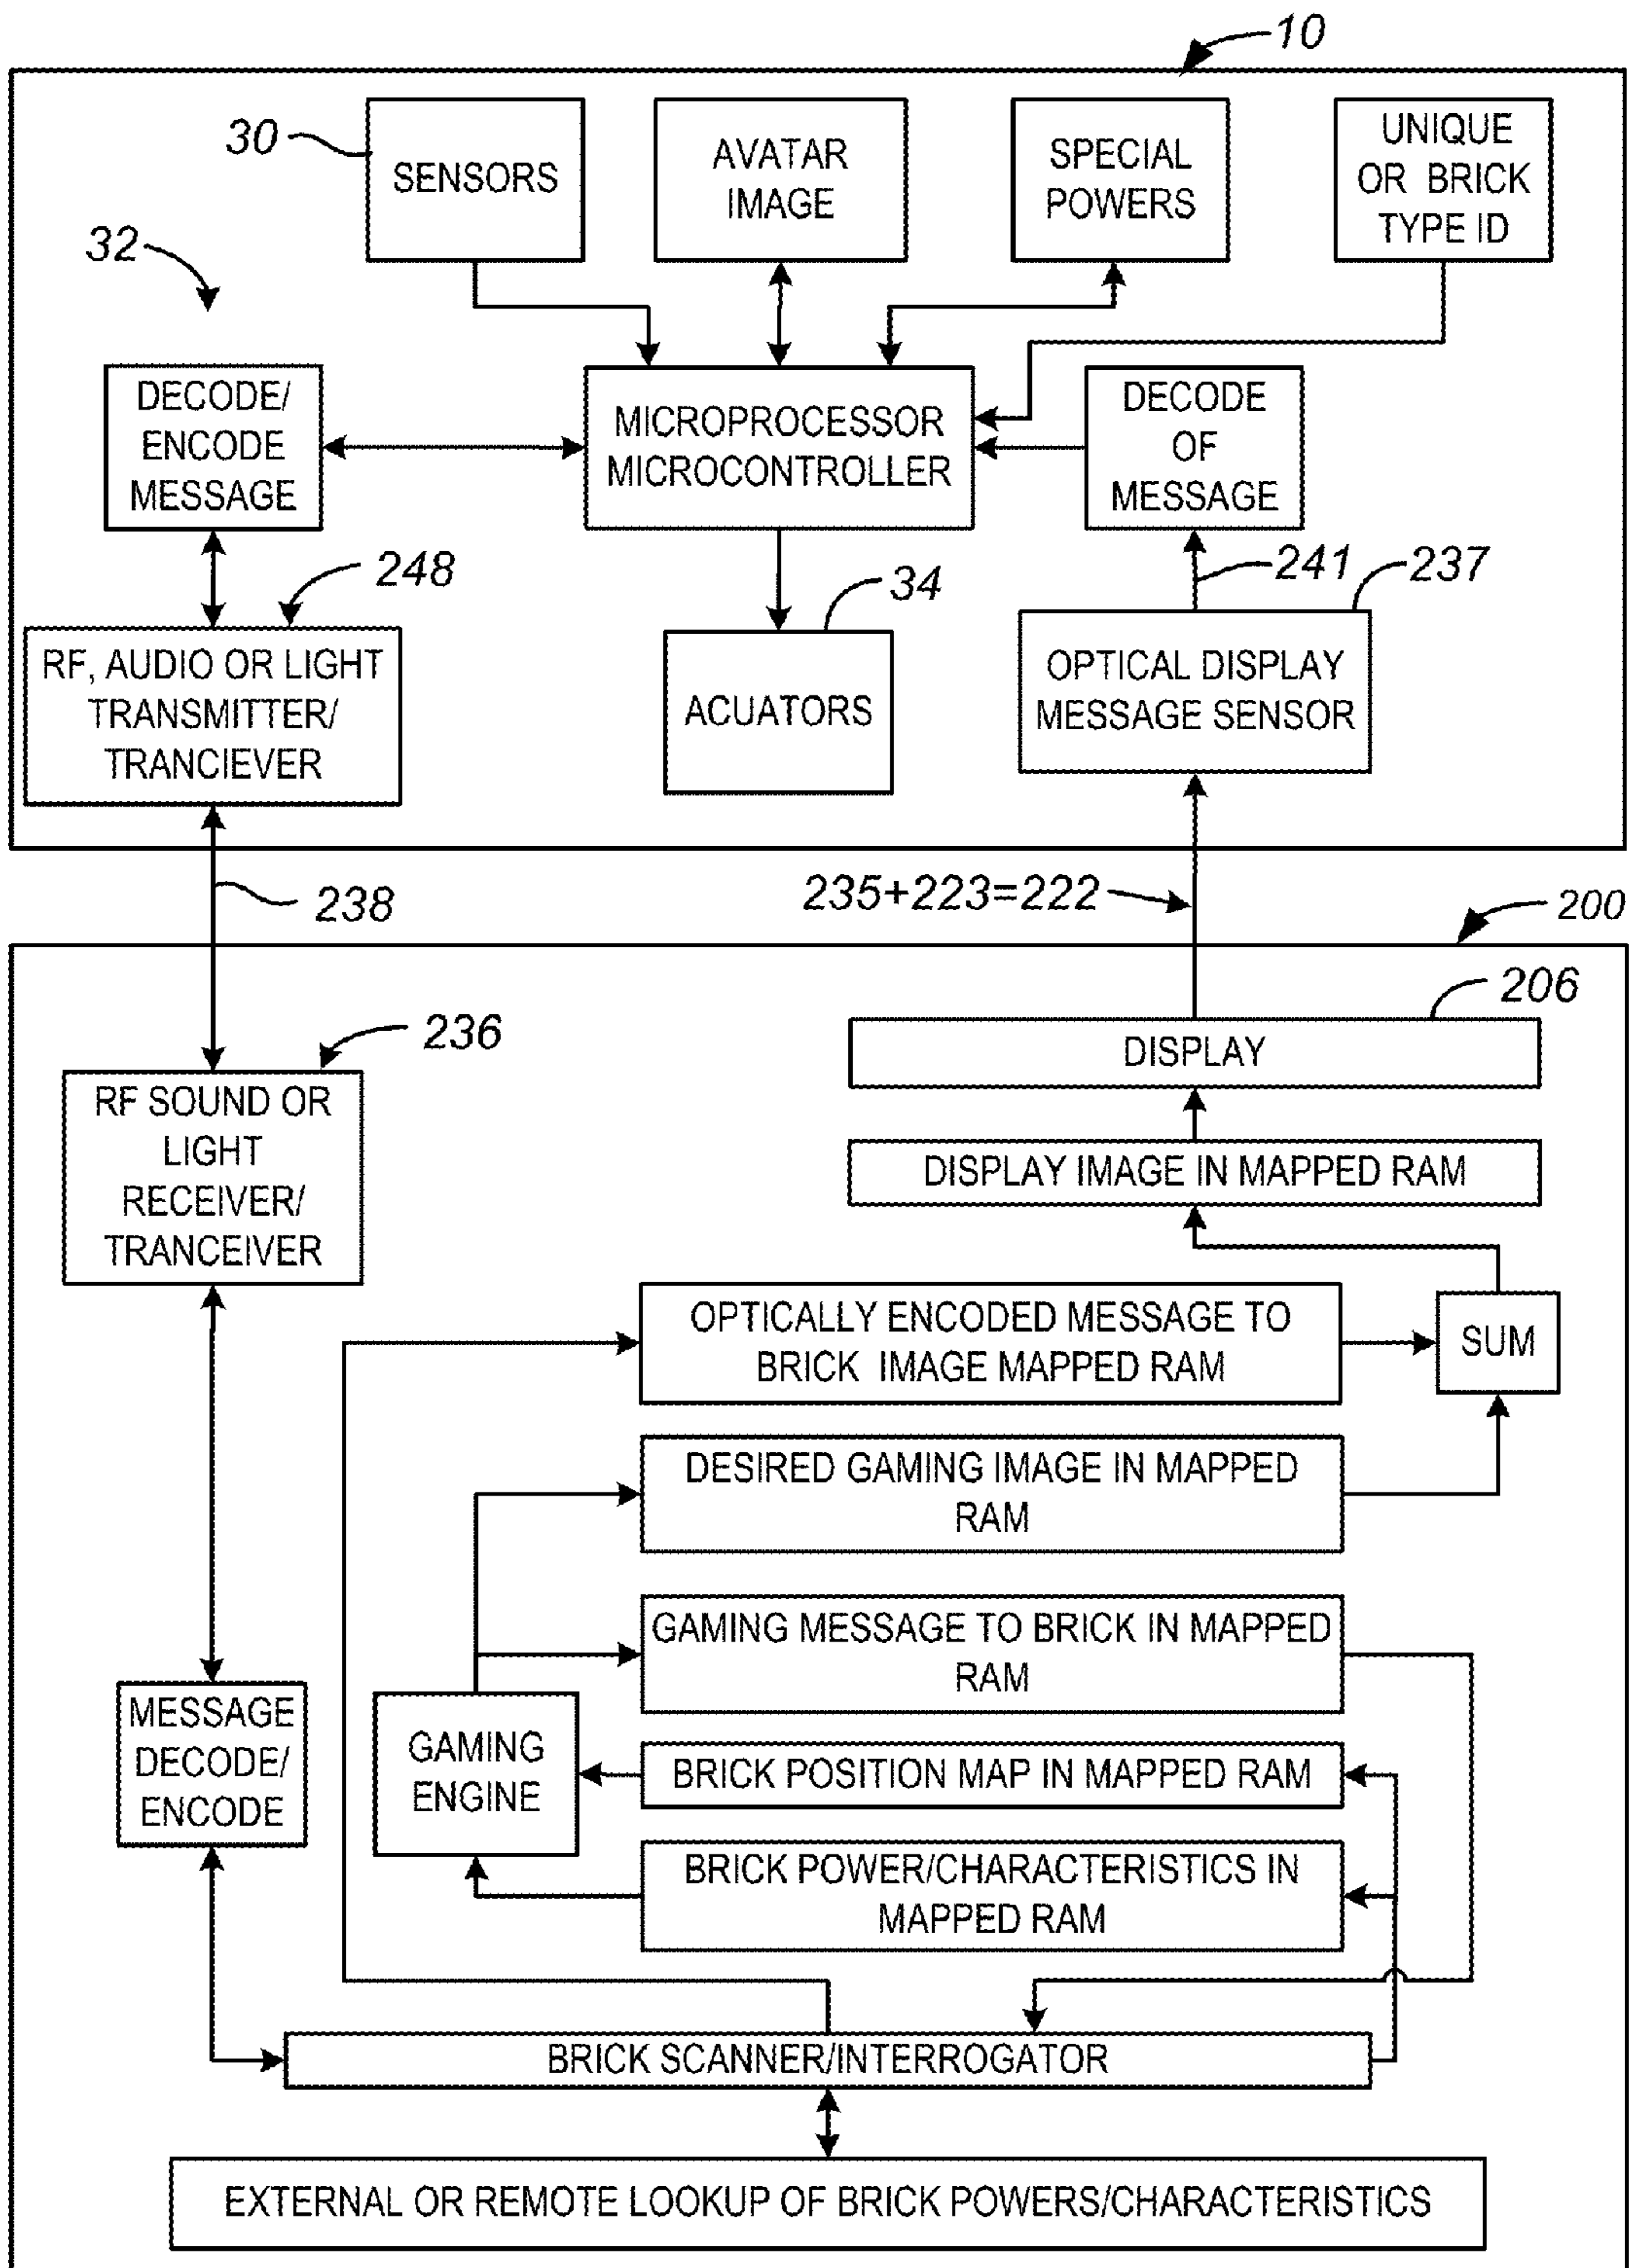 10
30
SENSORS
AVATAR
IMAGE
SPECIAL
POWERS
UNIQUE
OR BRICK
TYPE ID
32
DECODE/
ENCODE
MESSAGE
MICROPROCESSOR
MICROCONTROLLER
DECODE
OF
MESSAGE
248
34
241
237
RF, AUDIO OR LIGHT
TRANSMITTER/
TRANCIEVER
ACUATORS
OPTICAL DISPLAY
MESSAGE SENSOR
238
235+223=222
200
206
236
DISPLAY
RF SOUND OR
LIGHT
RECEIVER/
TRANCEIVER
DISPLAY IMAGE IN MAPPED RAM
OPTICALLY ENCODED MESSAGE TO
BRICK IMAGE MAPPED RAM
SUM
DESIRED GAMING IMAGE IN MAPPED
RAM
GAMING MESSAGE TO BRICK IN MAPPED
RAM
MESSAGE
DECODE/
ENCODE
GAMING
ENGINE
BRICK POSITION MAP IN MAPPED RAM
BRICK POWER/CHARACTERISTICS IN
MAPPED RAM
BRICK SCANNER/INTERROGATOR
EXTERNAL OR REMOTE LOOKUP OF BRICK POWERS/CHARACTERISTICS